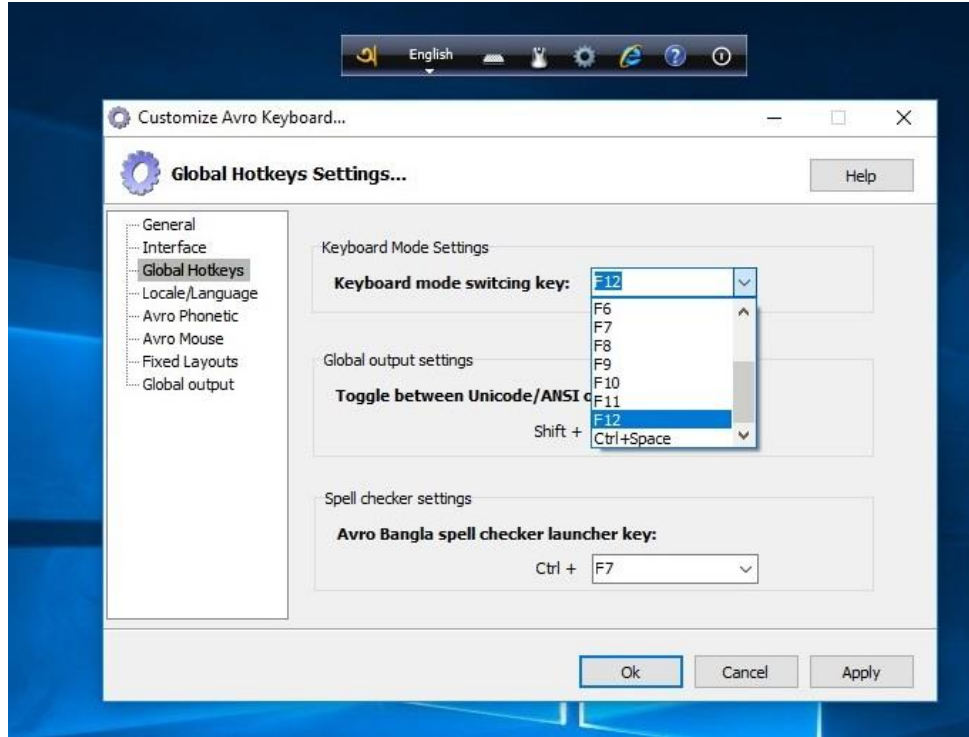 অ English
Customize Avro Keyboard...
Global Hotkeys Settings...
Help
General
Interface
Global Hotkeys
Locale/Language
Avro Phonetic
Avro Mouse
Fixed Layouts
Global output
Keyboard Mode Settings
Keyboard mode switcing key: F12
F6
F7
F8
F9
F10
F11
F12
Ctrl+Space
Global output settings
Toggle between Unicode/ANSI
Shift +
Spell checker settings
Avro Bangla spell checker launcher key:
Ctrl + F7
Ok Cancel Apply